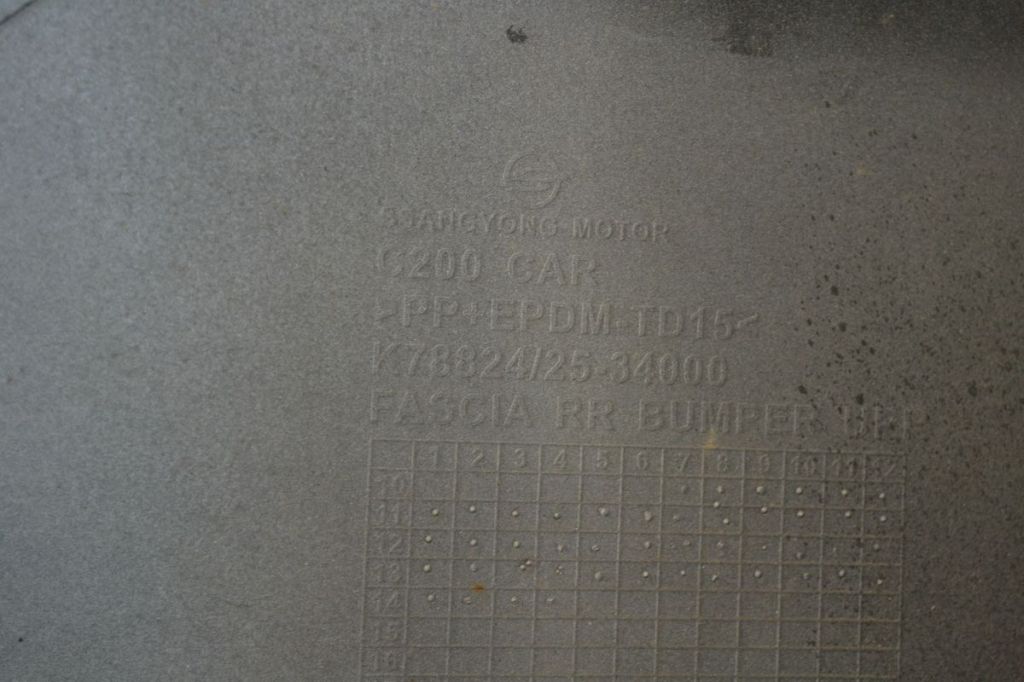 SSANGYONG MOTOR
C200 CAR
>PP+EPDM-TD15<
K78824/25-34000
FASCIA RR BUMPER UPP
1 2 3 4 5 6 7 8 9 10 11 12
10
11
12
13
14
15
16